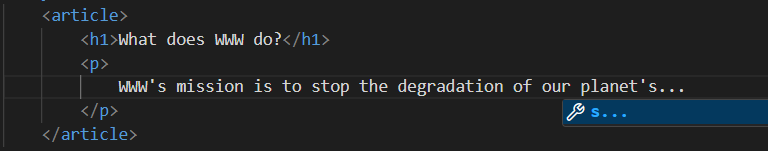 <article>
<h1>What does WWW do?</h1>
<p>
WWW's mission is to stop the degradation of our planet's...
</p>
s...
</article>